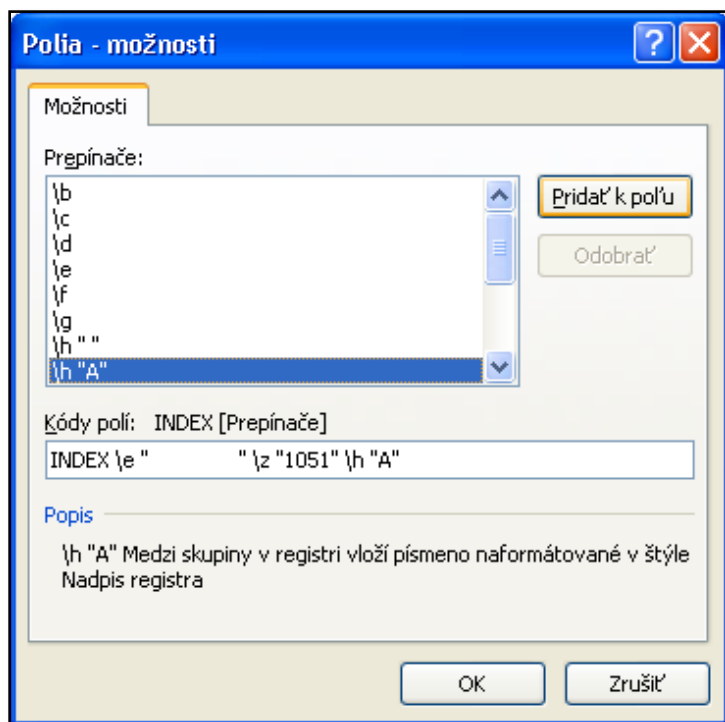 Polia - možnosti
Možnosti
Prepínače:
\b
\c
\d
\e
\f
\g
\h " "
\h "A"
Pridať k poľu
Odobrať
Kódy polí: INDEX [Prepínače]
INDEX \e "	" \z "1051" \h "A"
Popis
\h "A" Medzi skupiny v registri vloží písmeno naformátované v štýle
Nadpis registra
OK
Zrušiť